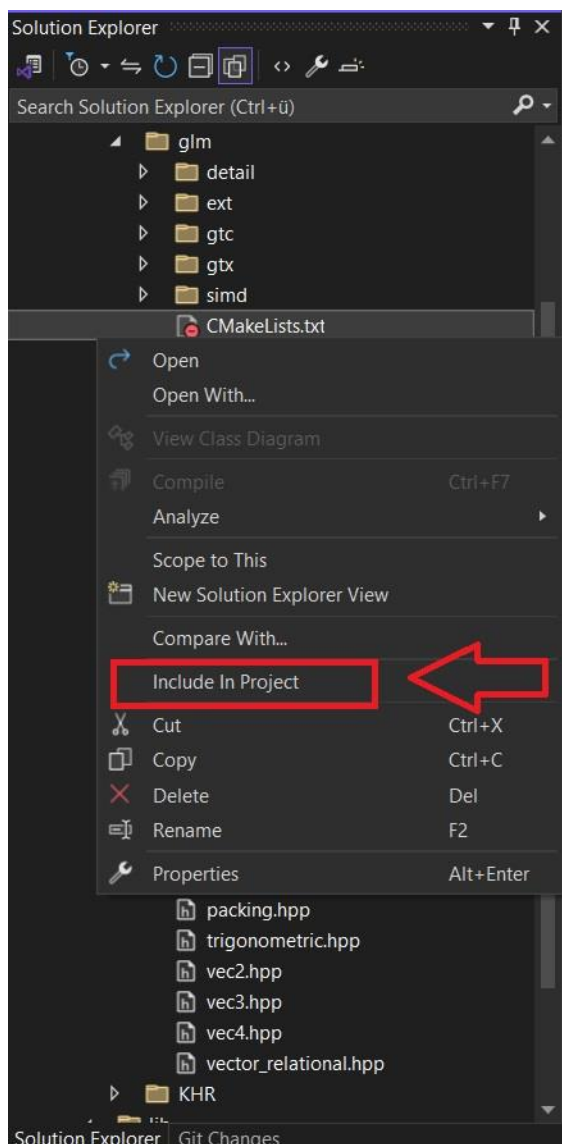 Solution Explorer
Search Solution Explorer (Ctrl+ü)
glm
detail
ext
gtc
gtx
simd
CMakeLists.txt
Open
Open With...
View Class Diagram
Compile Ctrl+F7
Analyze
Scope to This
New Solution Explorer View
Compare With...
Include In Project
Cut Ctrl+X
Copy Ctrl+C
Delete Del
Rename F2
Properties Alt+Enter
packing.hpp
trigonometric.hpp
vec2.hpp
vec3.hpp
vec4.hpp
vector_relational.hpp
KHR
lib
Solution Explorer Git Changes